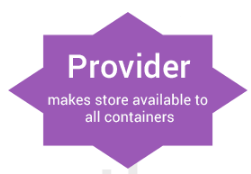 Provider
makes store available to
all containers